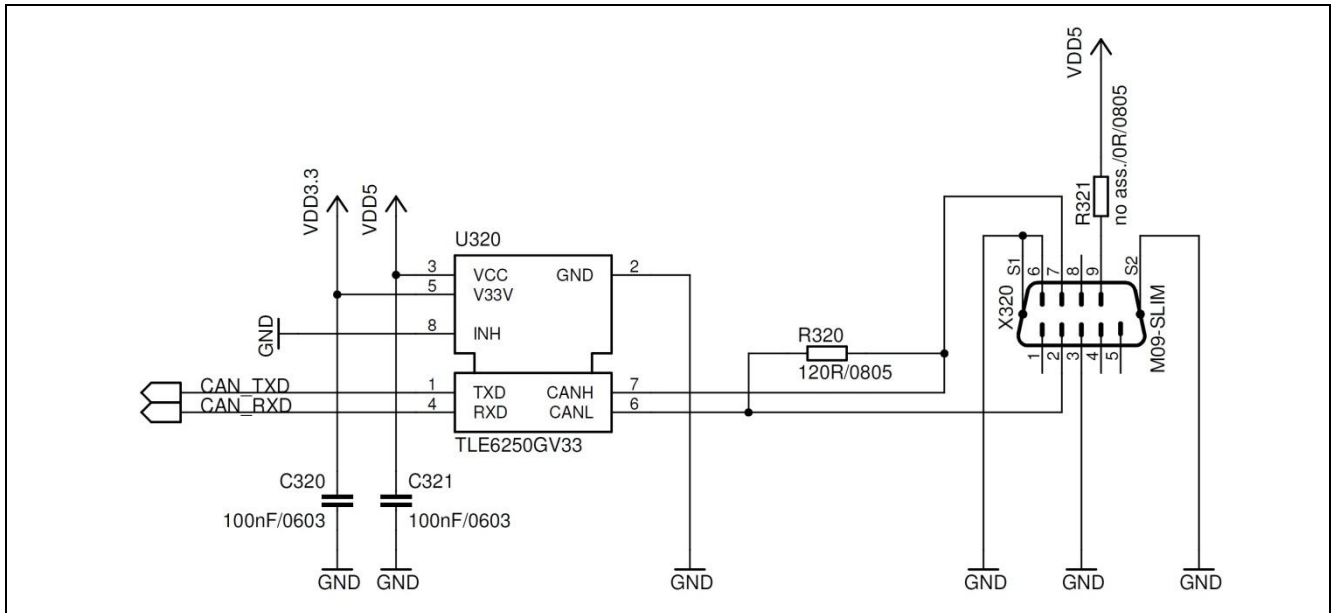 VDD5
R321
no ass./0R/0805
VDD3.3
VDD5
U320
3 VCC GND 2
5 V33V
GND 8 INH
S1 6 7 8 9 S2
X320
M09-SLIM
1 2 3 4 5
R320
120R/0805
CAN_TXD 1 TXD CANH 7
CAN_RXD 4 RXD CANL 6
TLE6250GV33
C320 C321
100nF/0603 100nF/0603
GND GND GND GND GND GND